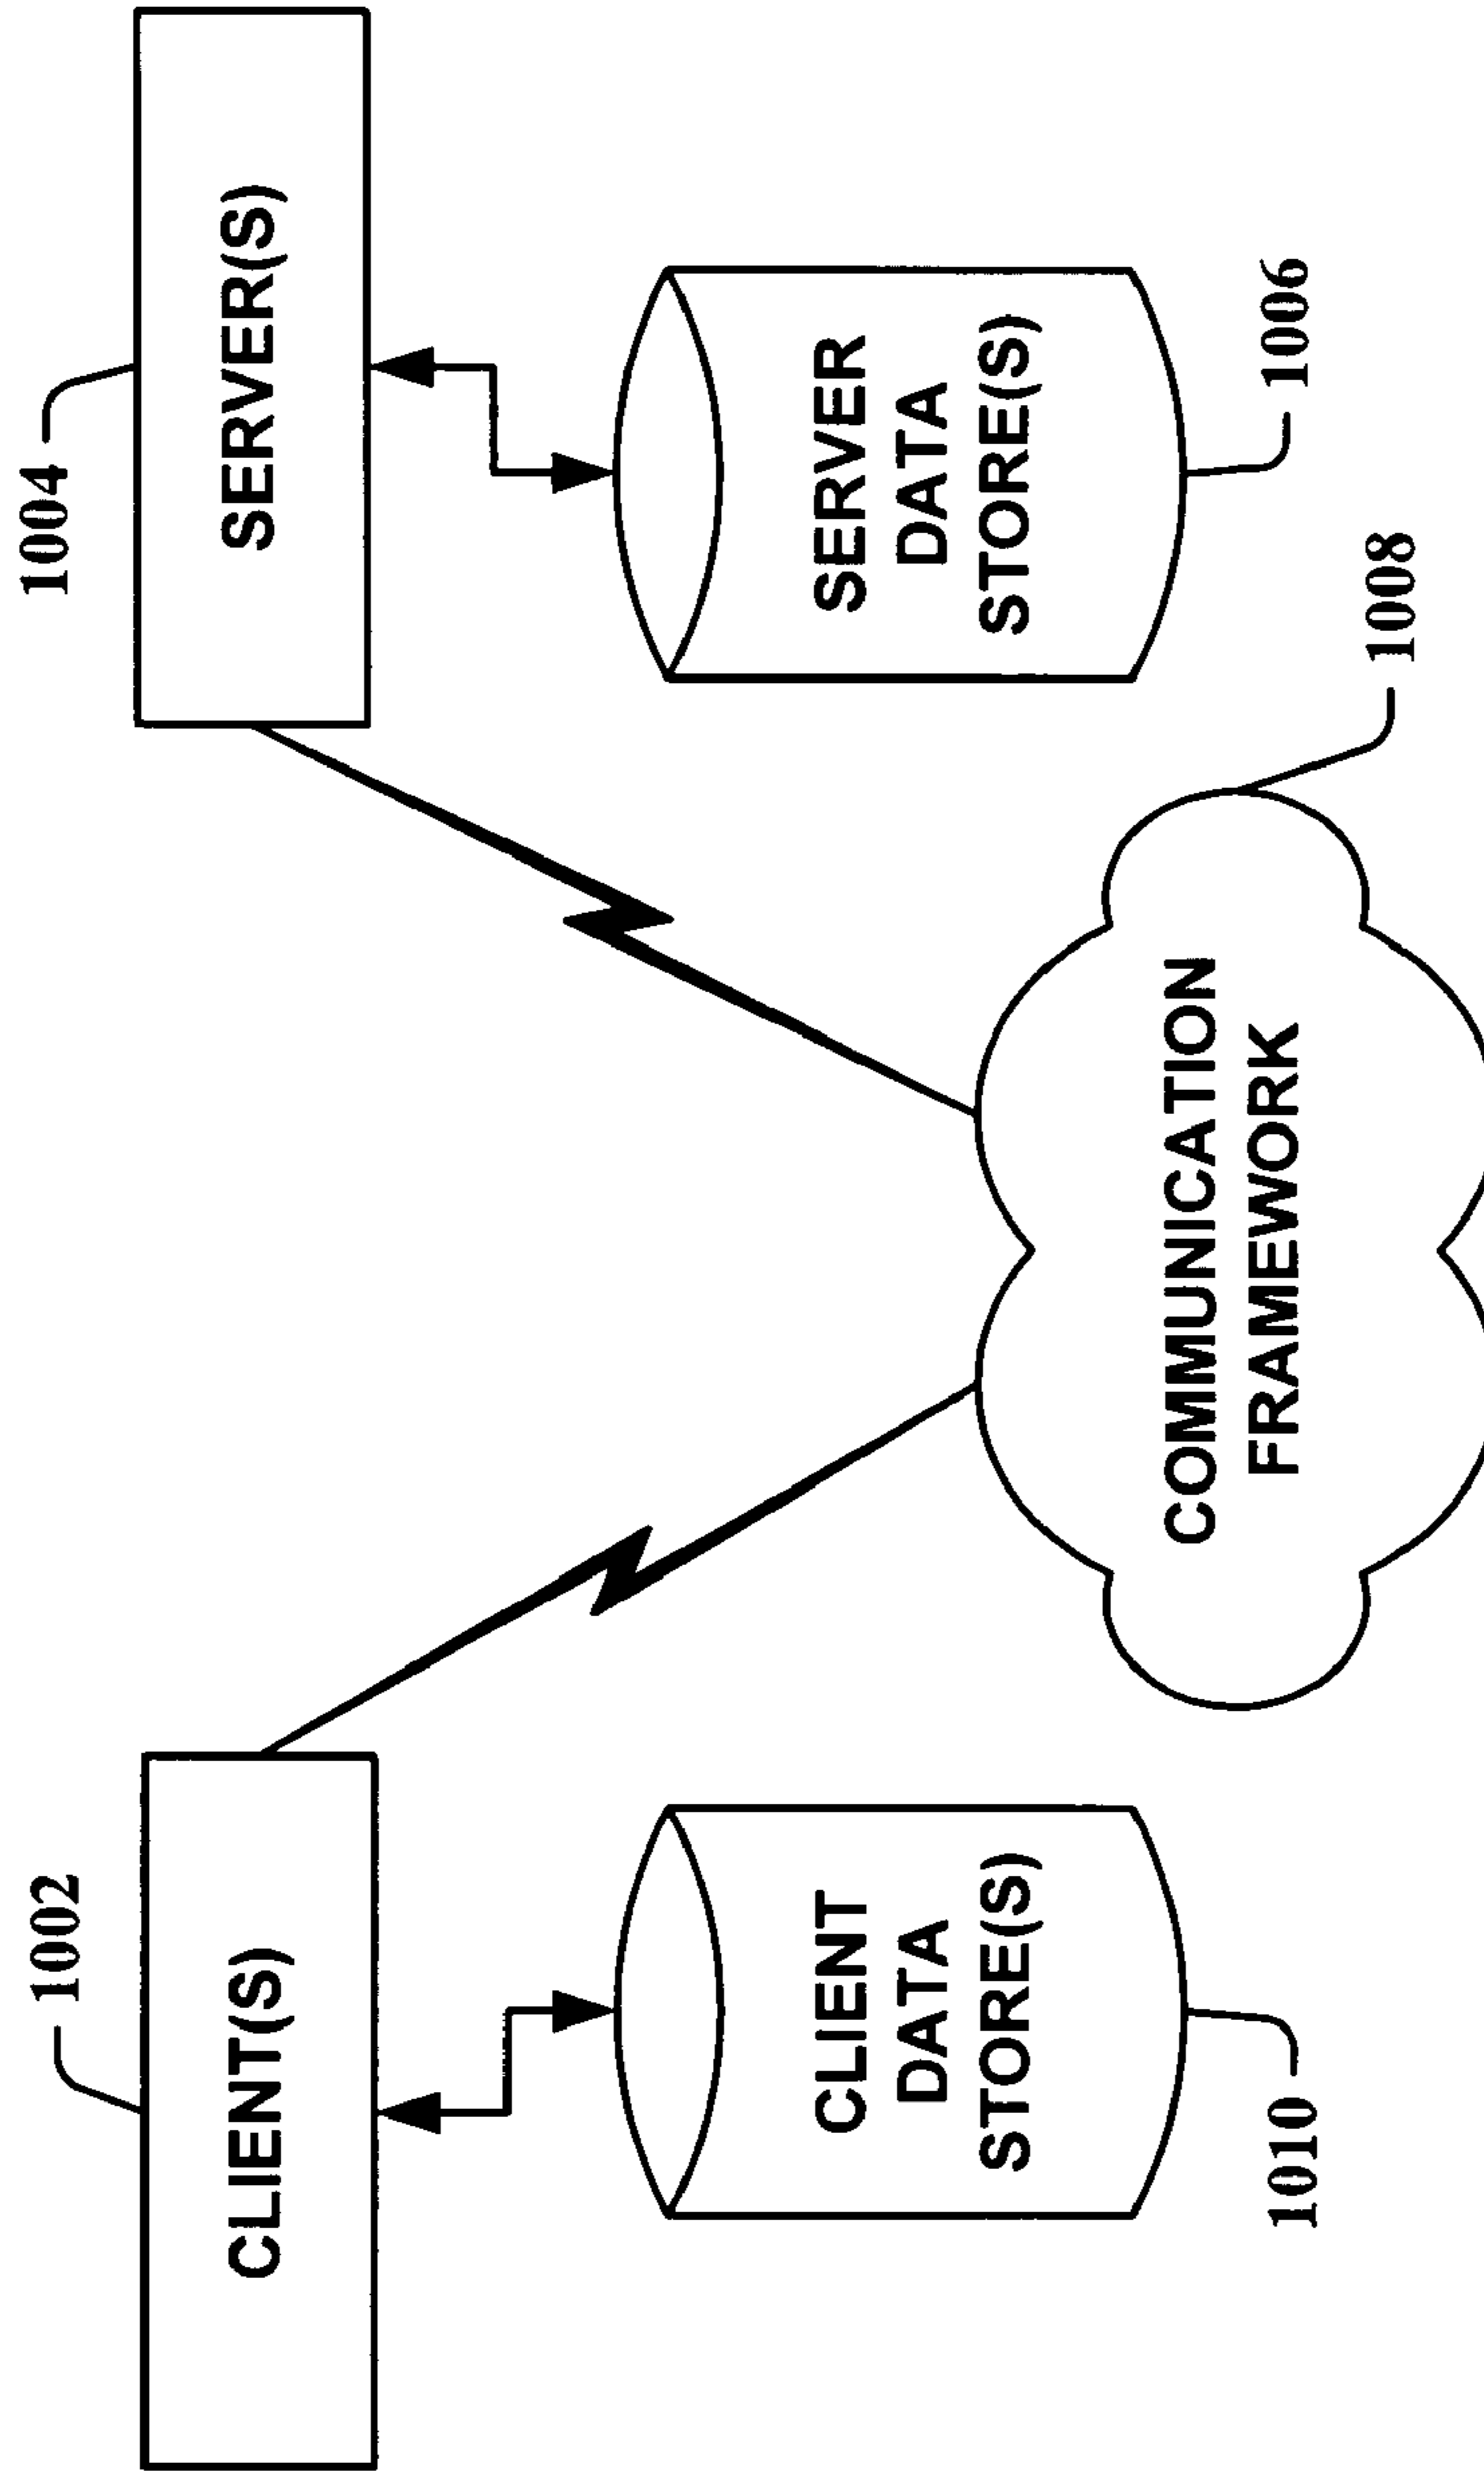 1002
CLIENT(S)
CLIENT
DATA
STORE(S)
1010
1004
SERVER(S)
SERVER
DATA
STORE(S)
1006
COMMUNICATION
FRAMEWORK
1008